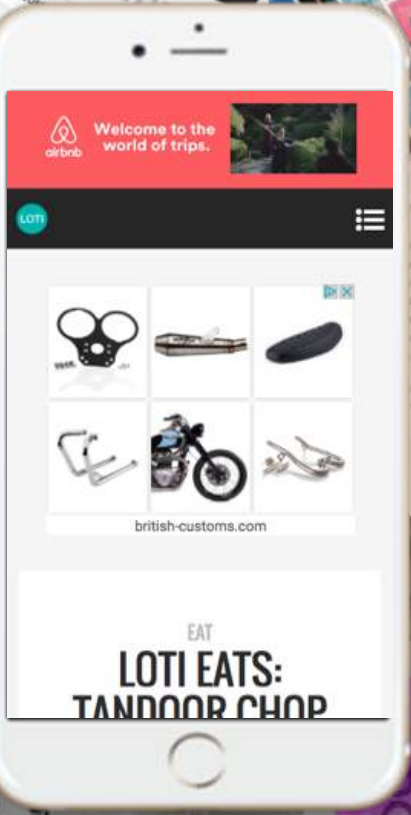 airbnb
Welcome to the
world of trips.
LOTI
british-customs.com
EAT
LOTI EATS:
TANDOOR CHOP